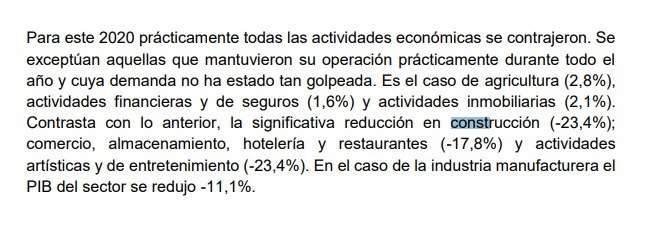 Para este 2020 prácticamente todas las actividades económicas se contrajeron. Se
exceptúan aquellas que mantuvieron su operación prácticamente durante todo el
año y cuya demanda no ha estado tan golpeada. Es el caso de agricultura (2,8%),
actividades financieras y de seguros (1,6%) y actividades inmobiliarias (2,1%).
Contrasta con lo anterior, la significativa reducción en construcción (-23,4%);
comercio, almacenamiento, hotelería y restaurantes (-17,8%) y actividades
artísticas y de entretenimiento (-23,4%). En el caso de la industria manufacturera el
PIB del sector se redujo -11,1%.